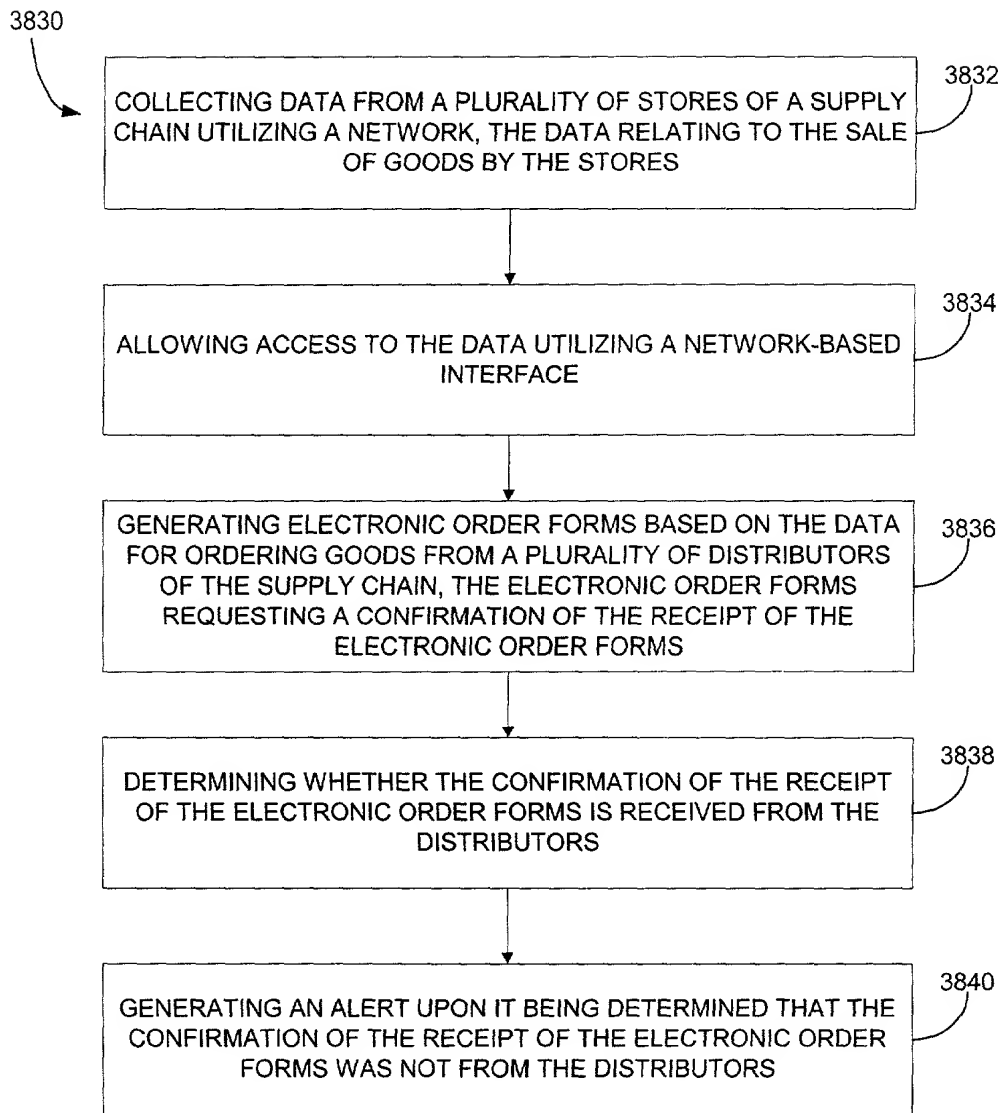 3830
COLLECTING DATA FROM A PLURALITY OF STORES OF A SUPPLY
CHAIN UTILIZING A NETWORK, THE DATA RELATING TO THE SALE
OF GOODS BY THE STORES
3832
ALLOWING ACCESS TO THE DATA UTILIZING A NETWORK-BASED
INTERFACE
3834
GENERATING ELECTRONIC ORDER FORMS BASED ON THE DATA
FOR ORDERING GOODS FROM A PLURALITY OF DISTRIBUTORS
OF THE SUPPLY CHAIN, THE ELECTRONIC ORDER FORMS
REQUESTING A CONFIRMATION OF THE RECEIPT OF THE
ELECTRONIC ORDER FORMS
3836
DETERMINING WHETHER THE CONFIRMATION OF THE RECEIPT
OF THE ELECTRONIC ORDER FORMS IS RECEIVED FROM THE
DISTRIBUTORS
3838
GENERATING AN ALERT UPON IT BEING DETERMINED THAT THE
CONFIRMATION OF THE RECEIPT OF THE ELECTRONIC ORDER
FORMS WAS NOT FROM THE DISTRIBUTORS
3840